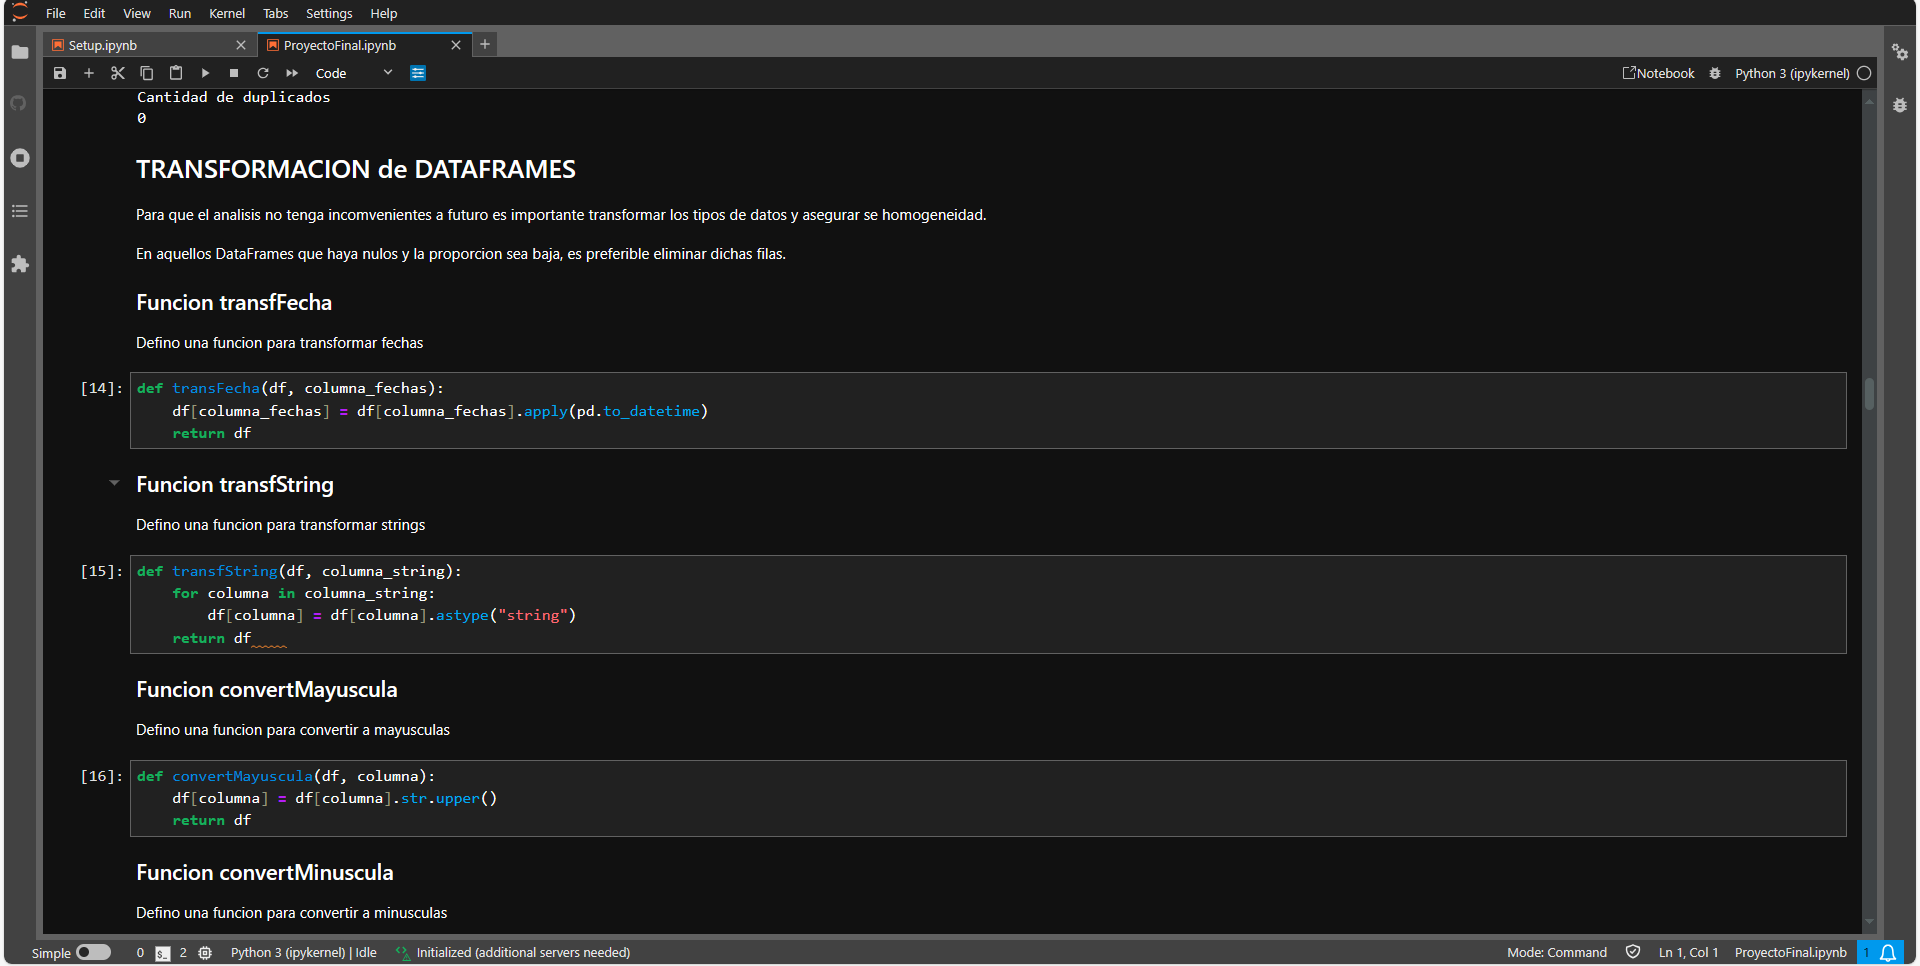 File Edit View Run Kernel Tabs Settings Help
Setup.ipynb ProyectoFinal.ipynb
Code Notebook Python 3 (ipykernel)
Cantidad de duplicados
0
TRANSFORMACION de DATAFRAMES
Para que el analisis no tenga incomvenientes a futuro es importante transformar los tipos de datos y asegurar se homogeneidad.
En aquellos DataFrames que haya nulos y la proporcion sea baja, es preferible eliminar dichas filas.
Funcion transfFecha
Defino una funcion para transformar fechas
[14]: def transFecha(df, columna_fechas):
df[columna_fechas] = df[columna_fechas].apply(pd.to_datetime)
return df
Funcion transfString
Defino una funcion para transformar strings
[15]: def transfString(df, columna_string):
for columna in columna_string:
df[columna] = df[columna].astype("string")
return df
Funcion convertMayuscula
Defino una funcion para convertir a mayusculas
[16]: def convertMayuscula(df, columna):
df[columna] = df[columna].str.upper()
return df
Funcion convertMinuscula
Defino una funcion para convertir a minusculas
Simple 0 $_ 2 Python 3 (ipykernel) | Idle Initialized (additional servers needed) Mode: Command Ln 1, Col 1 ProyectoFinal.ipynb 1